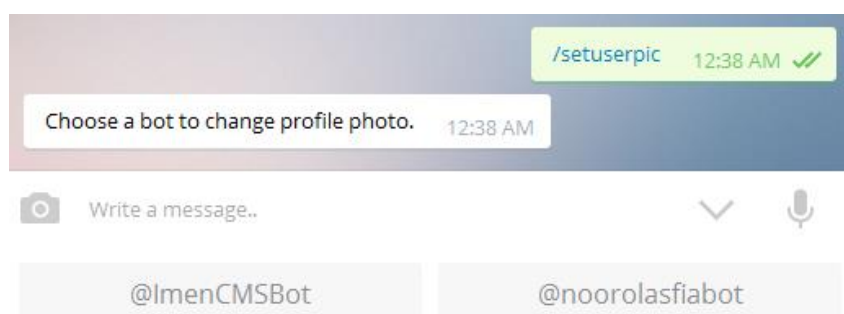 /setuserpic 12:38 AM
Choose a bot to change profile photo. 12:38 AM
Write a message..
@ImenCMSBot @noorolasfiabot